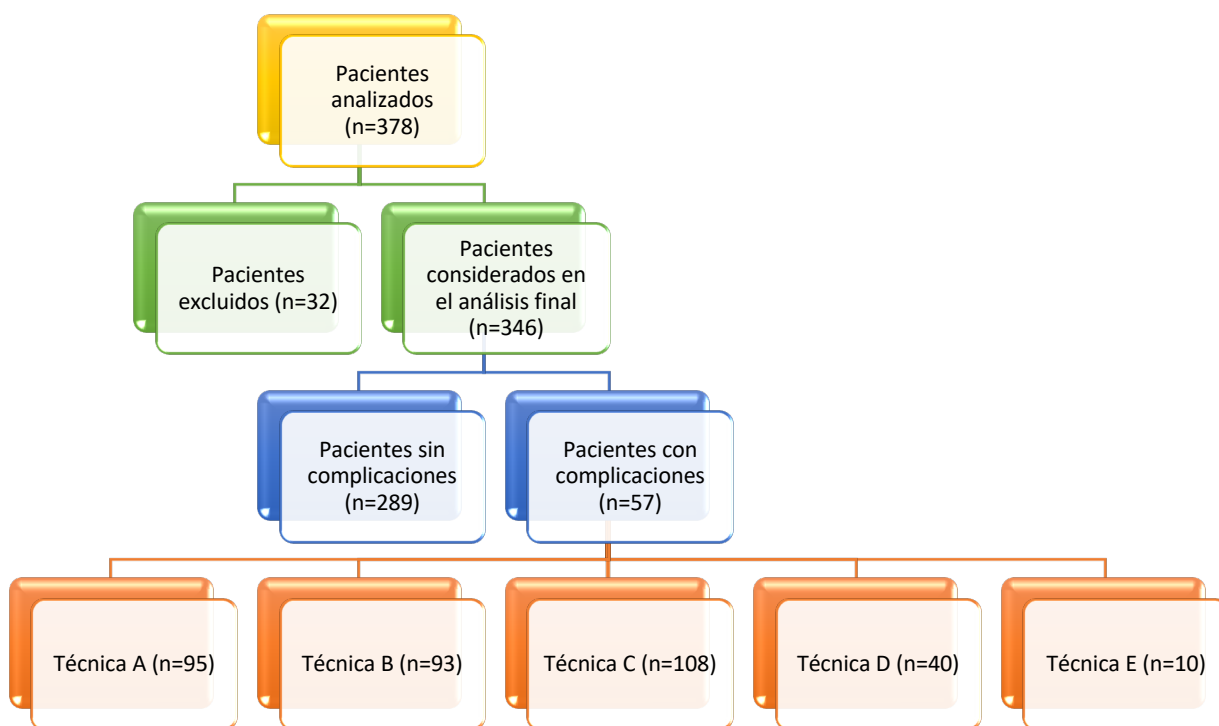 Pacientes
analizados
(n=378)
Pacientes
excluidos (n=32)
Pacientes
considerados en
el análisis final
(n=346)
Pacientes sin
complicaciones
(n=289)
Pacientes con
complicaciones
(n=57)
Técnica A (n=95)
Técnica B (n=93)
Técnica C (n=108)
Técnica D (n=40)
Técnica E (n=10)